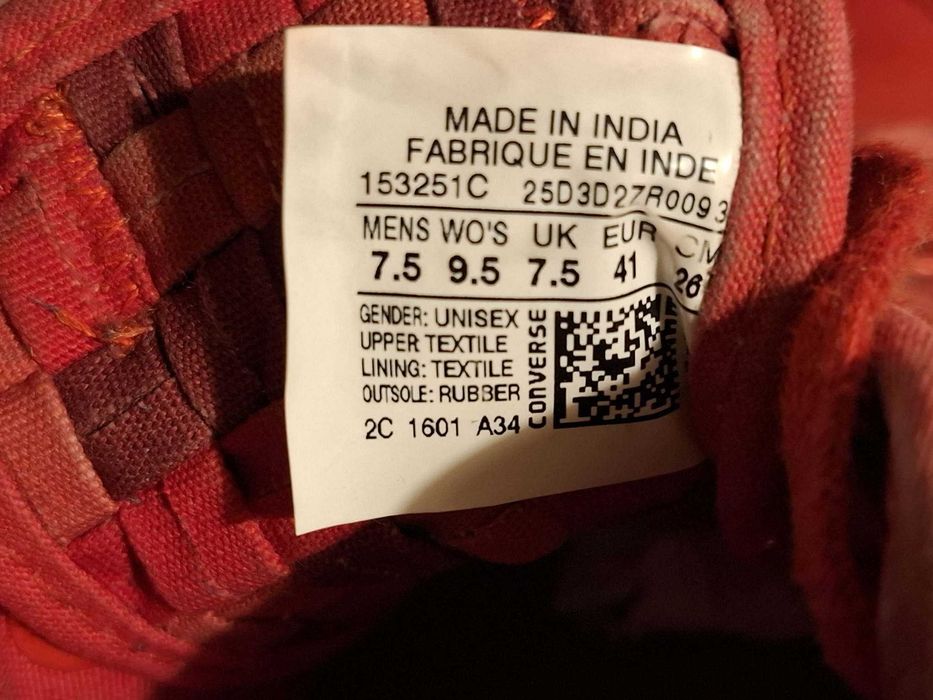 MADE IN INDIA
FABRIQUE EN INDE
153251C 25D3D2ZR0093
MENS WO'S UK EUR CM
7.5 9.5 7.5 41 26
GENDER: UNISEX
UPPER TEXTILE
LINING: TEXTILE
OUTSOLE: RUBBER
2C 1601 A34
CONVERSE